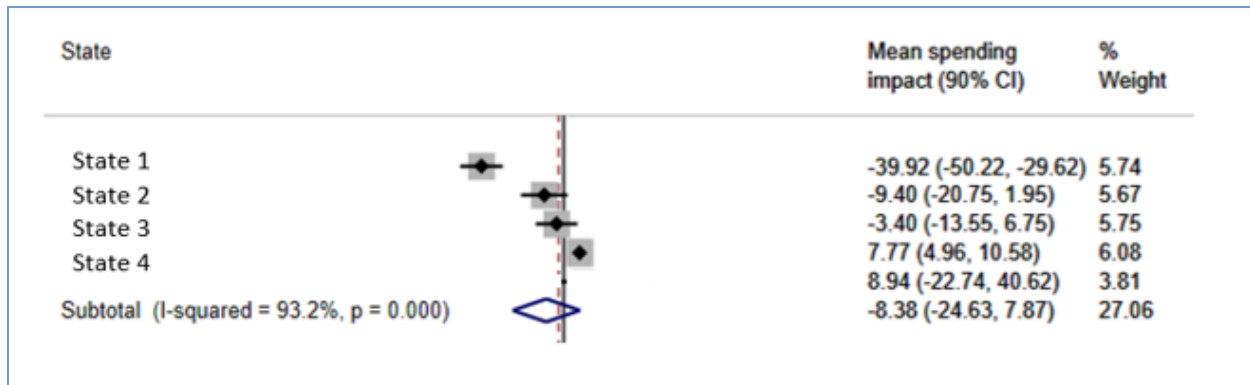 State Mean spending %
impact (90% CI) Weight
State 1 -39.92 (-50.22, -29.62) 5.74
State 2 -9.40 (-20.75, 1.95) 5.67
State 3 -3.40 (-13.55, 6.75) 5.75
State 4 7.77 (4.96, 10.58) 6.08
8.94 (-22.74, 40.62) 3.81
Subtotal (I-squared = 93.2%, p = 0.000) -8.38 (-24.63, 7.87) 27.06